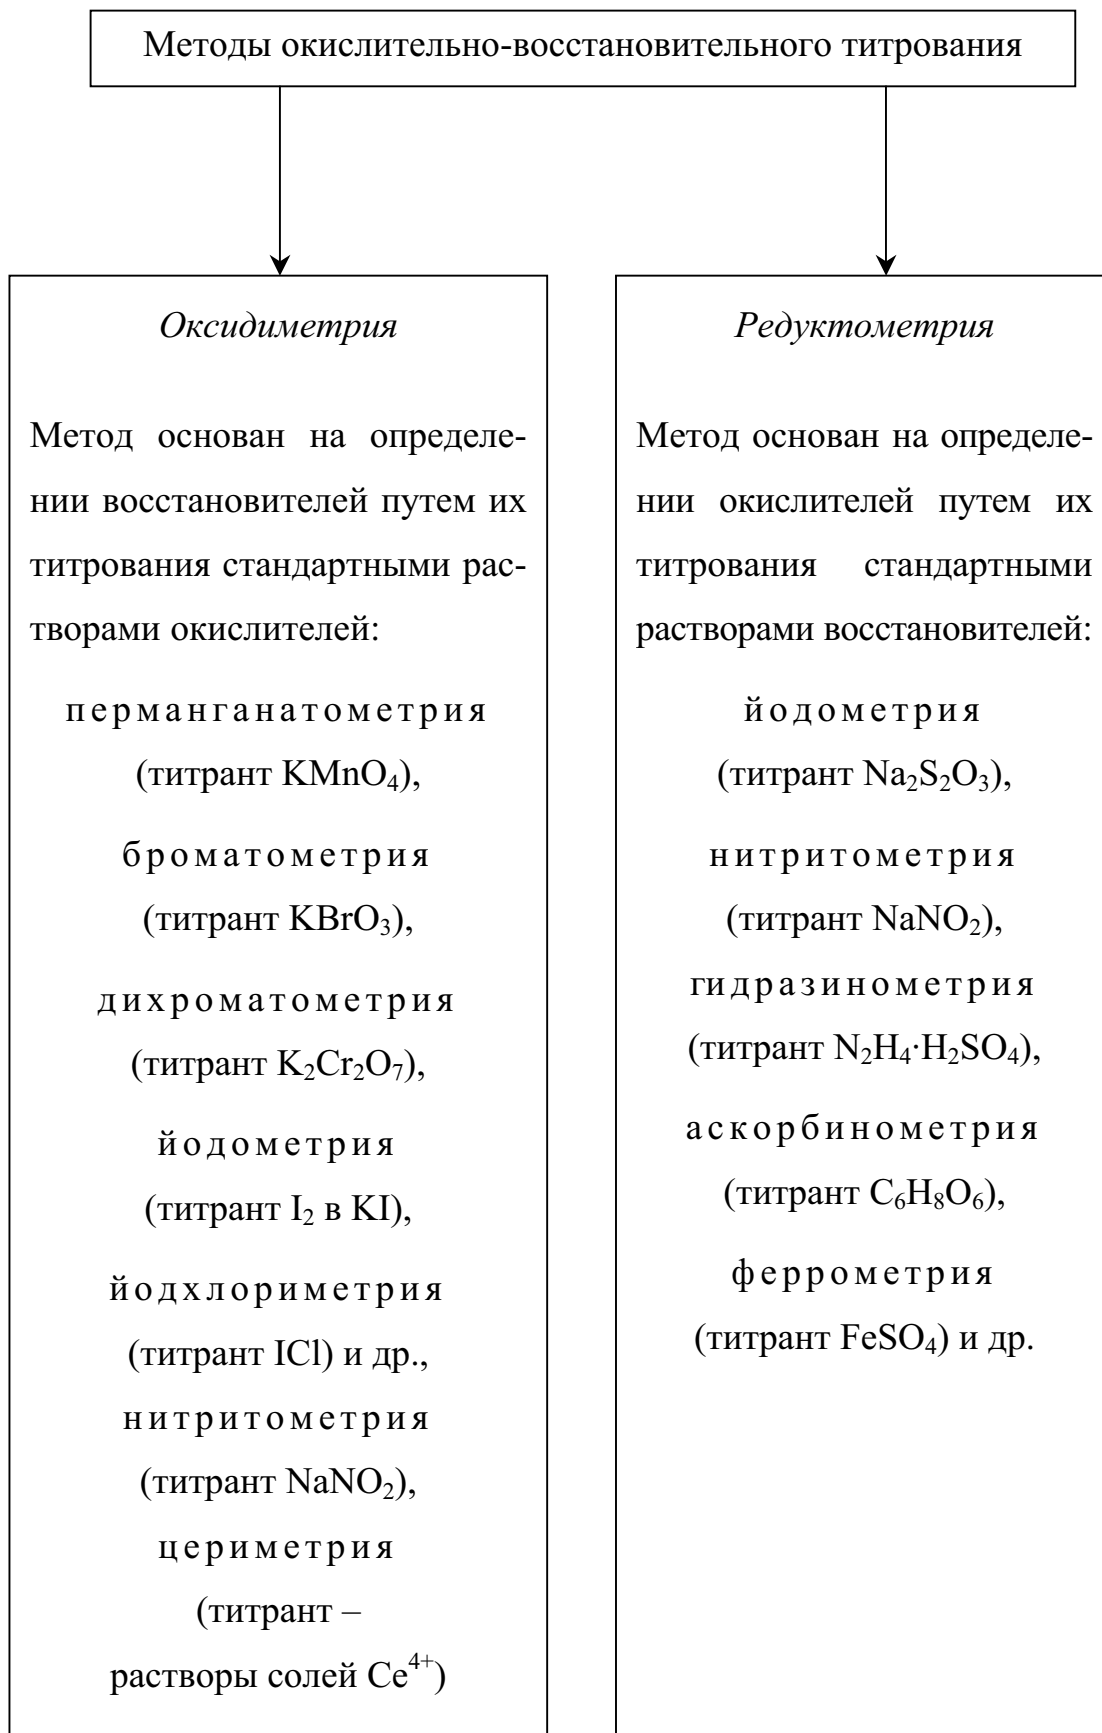 Методы окислительно-восстановительного титрования
Оксидиметрия
Метод основан на определе-
нии восстановителей путем их
титрования стандартными рас-
творами окислителей:
перманганатометрия
(титрант KMnO₄),
броматометрия
(титрант KBrO₃),
дихроматометрия
(титрант K₂Cr₂O₇),
йодометрия
(титрант I₂ в KI),
йодхлориметрия
(титрант ICl) и др.,
нитритометрия
(титрант NaNO₂),
цериметрия
(титрант –
растворы солей Ce⁴⁺)
Редуктометрия
Метод основан на определе-
нии окислителей путем их
титрования стандартными
растворами восстановителей:
йодометрия
(титрант Na₂S₂O₃),
нитритометрия
(титрант NaNO₂),
гидразинометрия
(титрант N₂H₄·H₂SO₄),
аскорбинометрия
(титрант C₆H₈O₆),
феррометрия
(титрант FeSO₄) и др.